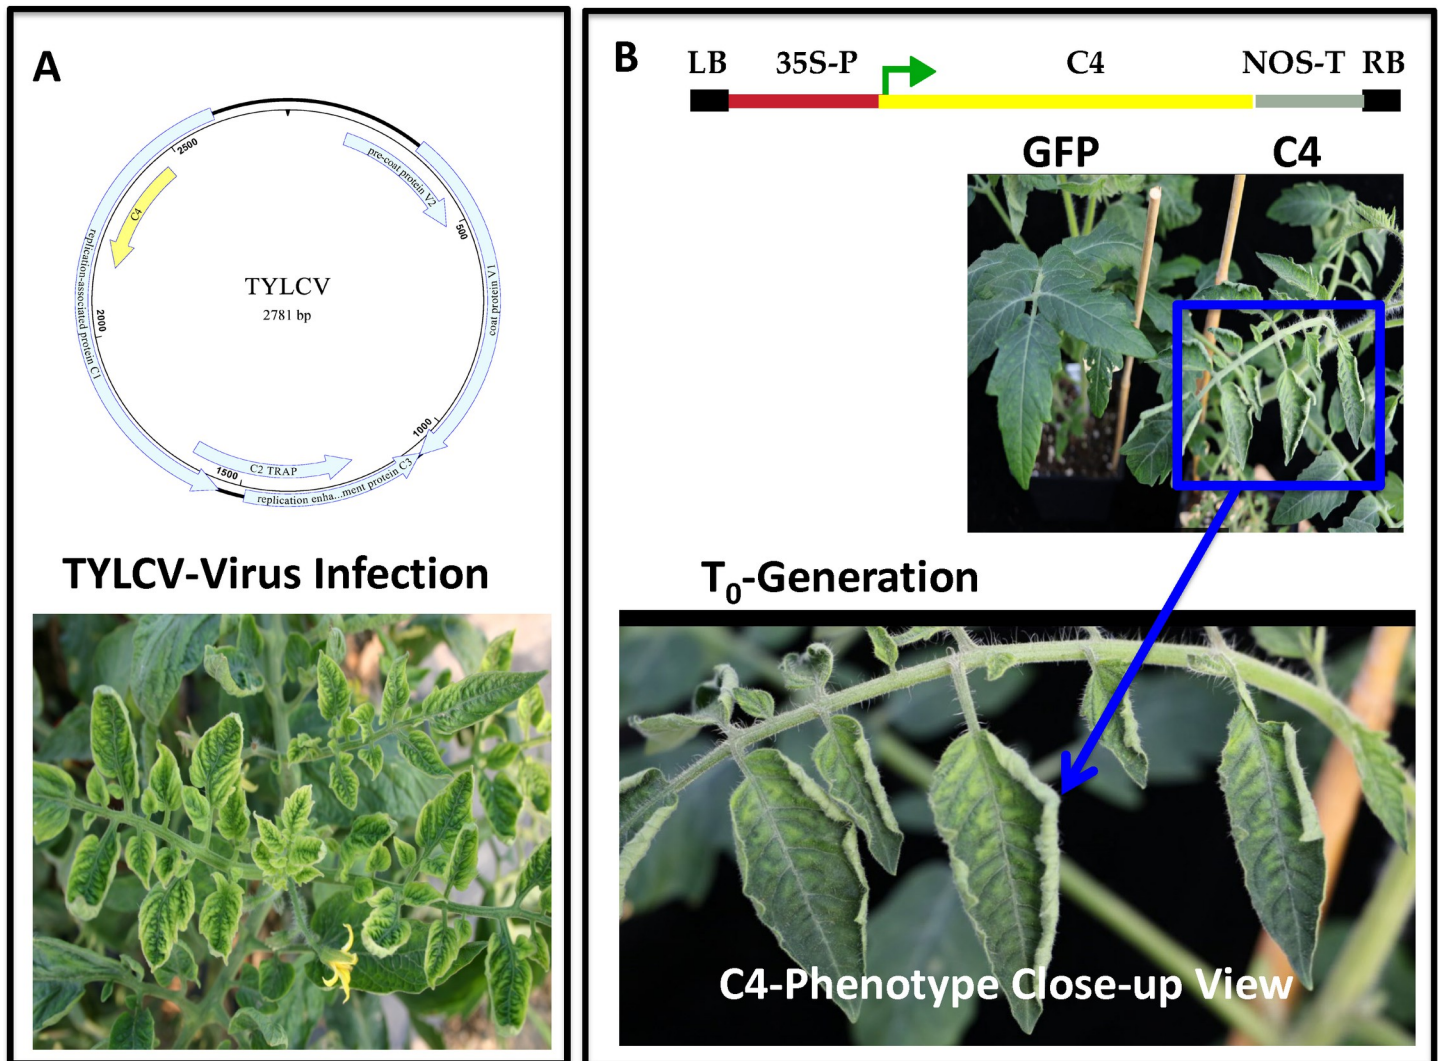 A
2500
pre-coat protein V2
500
C4
replication-associated protein C1
TYLCV
2781 bp
coat protein V1
2000
1000
1500
C2 TRAP
replication enha...ment protein C3
TYLCV-Virus Infection
B
LB 35S-P C4 NOS-T RB
GFP C4
T0-Generation
C4-Phenotype Close-up View